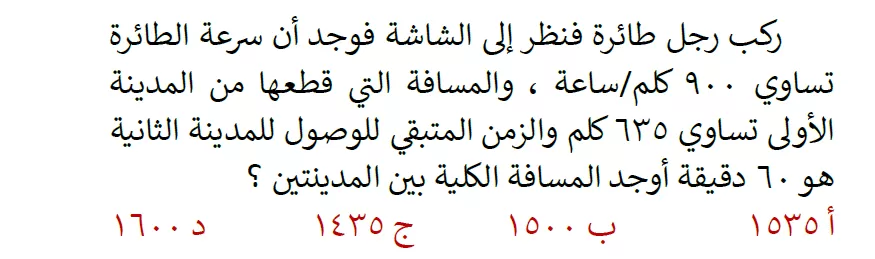 ركب رجل طائرة فنظر إلى الشاشة فوجد أن سرعة الطائرة
تساوي ٩٠٠ كلم/ساعة ، والمسافة التي قطعها من المدينة
الأولى تساوي ٦٣٥ كلم والزمن المتبقي للوصول للمدينة الثانية
هو ٦٠ دقيقة أوجد المسافة الكلية بين المدينتين ؟
أ ١٥٣٥ ب ١٥٠٠ ج ١٤٣٥ د ١٦٠٠